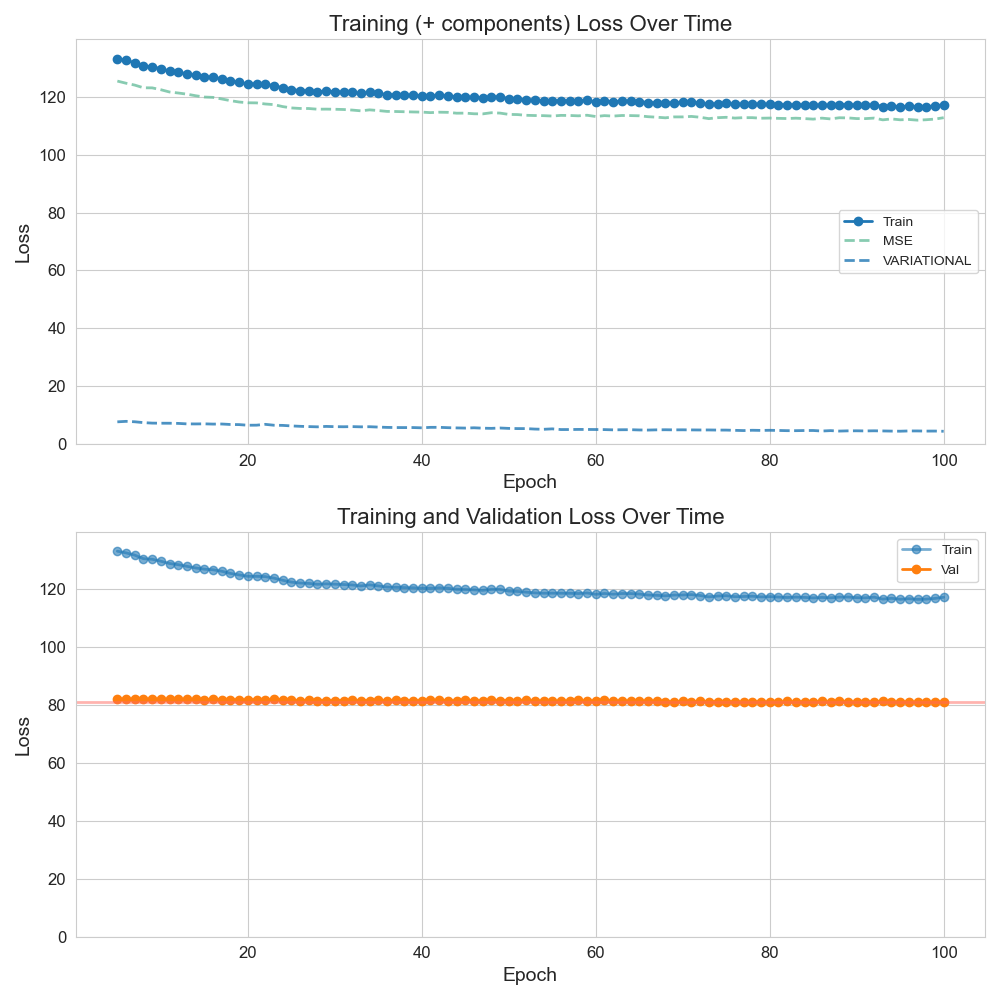 Training (+ components) Loss Over Time
Loss
120
100
80
60
40
20
0
Train
MSE
VARIATIONAL
20 40 60 80 100
Epoch
Training and Validation Loss Over Time
Loss
120
100
80
60
40
20
0
Train
Val
20 40 60 80 100
Epoch